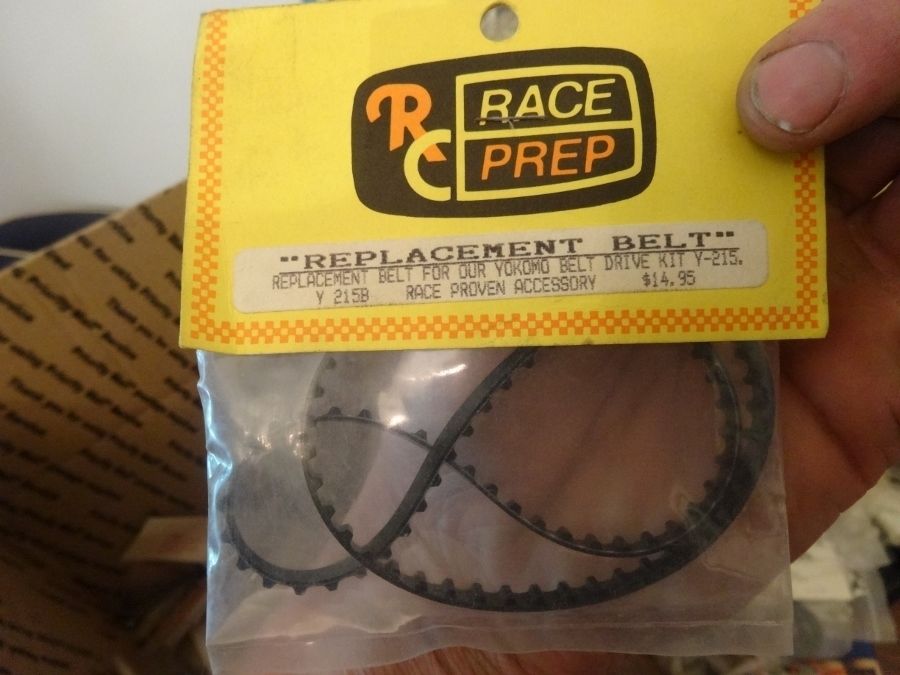 RC
RACE
PREP
"REPLACEMENT BELT"
REPLACEMENT BELT FOR OUR YOKOMO BELT DRIVE KIT Y-215.
Y 215B RACE PROVEN ACCESSORY $14.95